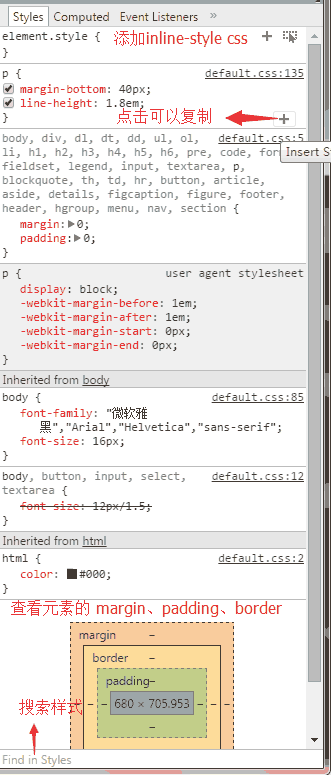 Styles Computed Event Listeners »
element.style { 添加inline-style css
}
p { default.css:135
margin-bottom: 40px;
line-height: 1.8em;
} 点击可以复制
body, div, dl, dt, dd, ul, ol, default.css:5
li, h1, h2, h3, h4, h5, h6, pre, code, for
Insert S
fieldset, legend, input, textarea, p,
blockquote, th, td, hr, button, article,
aside, details, figcaption, figure, footer,
header, hgroup, menu, nav, section {
margin:▶0;
padding:▶0;
}
p { user agent stylesheet
display: block;
-webkit-margin-before: 1em;
-webkit-margin-after: 1em;
-webkit-margin-start: 0px;
-webkit-margin-end: 0px;
}
Inherited from body
body { default.css:85
font-family: "微软雅
黑","Arial","Helvetica","sans-serif";
font-size: 16px;
}
body, button, input, select, default.css:12
textarea {
font-size: 12px/1.5;
}
Inherited from html
html { default.css:2
color: #000;
}
查看元素的 margin、padding、border
margin –
border –
padding–
搜索样式 – – 680 × 705.953 – – –
–
Find in Styles